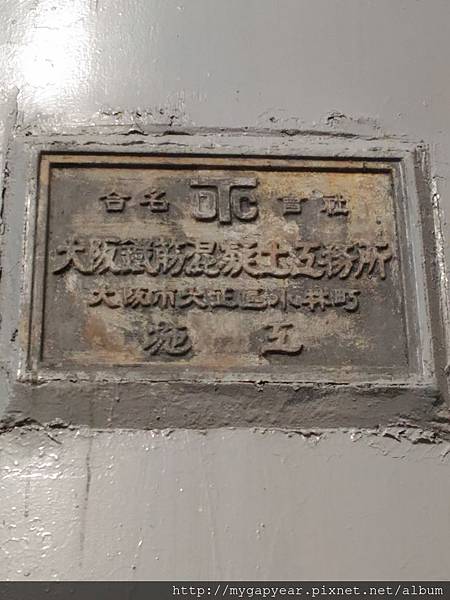 合名 OTC 會社
大阪鐵筋混凝土工務所
大阪市大正區小林町
施工
http://mygapyear.pixnet.net/album